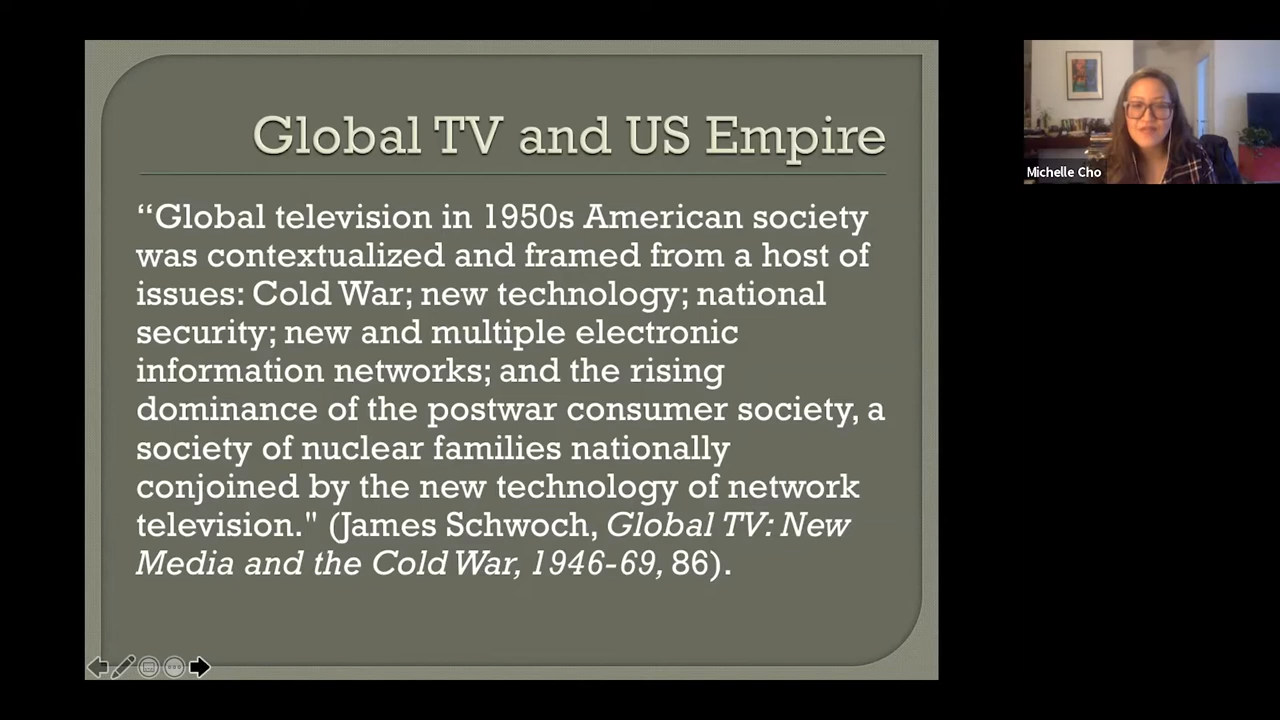 Global TV and US Empire
“Global television in 1950s American society
was contextualized and framed from a host of
issues: Cold War; new technology; national
security; new and multiple electronic
information networks; and the rising
dominance of the postwar consumer society, a
society of nuclear families nationally
conjoined by the new technology of network
television." (James Schwoch, Global TV: New
Media and the Cold War, 1946-69, 86).
Michelle Cho